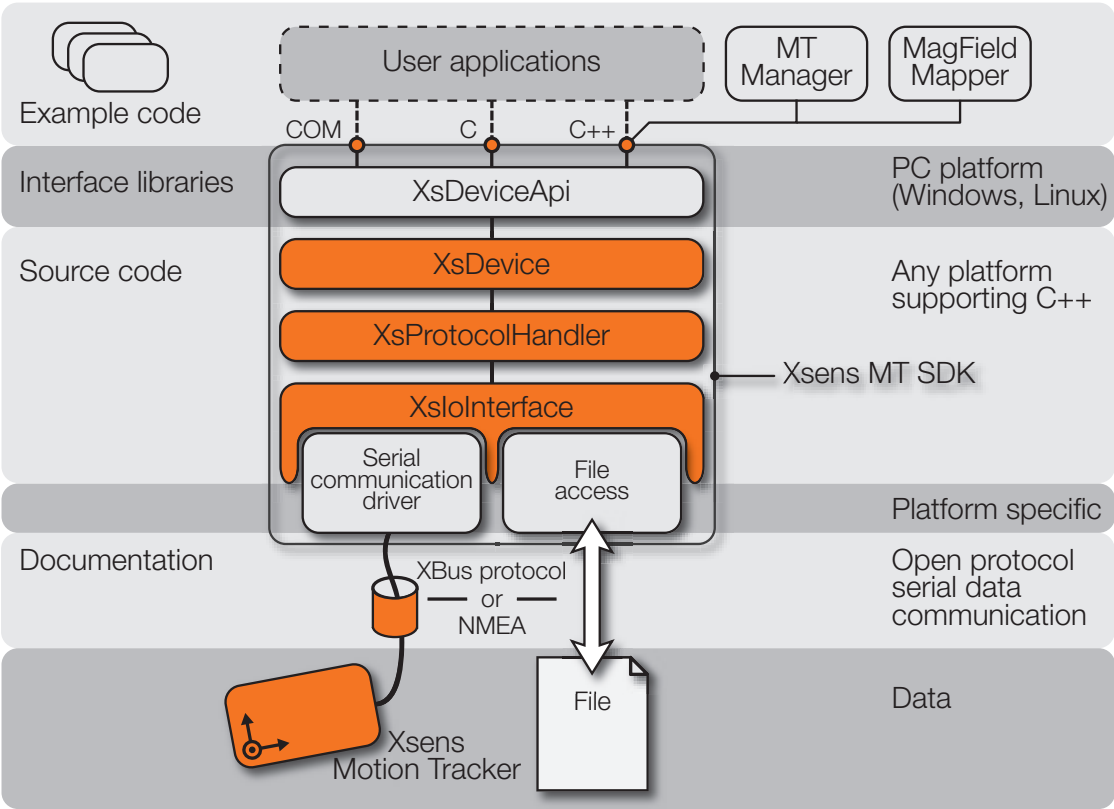 User applications
MT
Manager
MagField
Mapper
Example code
COM
C
C++
Interface libraries
XsDeviceApi
PC platform
(Windows, Linux)
Source code
XsDevice
Any platform
supporting C++
XsProtocolHandler
Xsens MT SDK
XsIoInterface
Serial
communication
driver
File
access
Platform specific
Documentation
XBus protocol
or
NMEA
Open protocol
serial data
communication
File
Data
Xsens
Motion Tracker